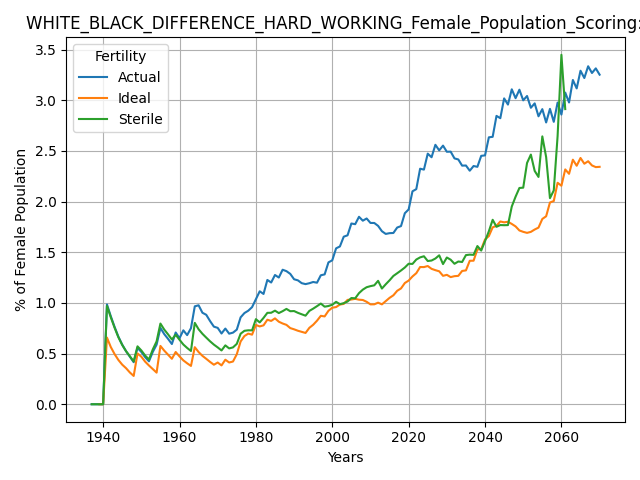 WHITE_BLACK_DIFFERENCE_HARD_WORKING_Female_Population_Scoring:
Fertility
Actual
Ideal
Sterile
% of Female Population
3.5
3.0
2.5
2.0
1.5
1.0
0.5
0.0
1940 1960 1980 2000 2020 2040 2060
Years